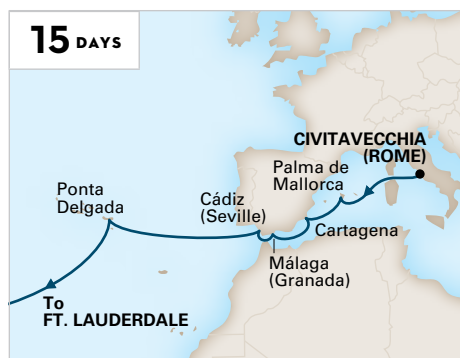 15 DAYS
CIVITAVECCHIA
(ROME)
Palma de
Mallorca
Ponta
Delgada
Cádiz
(Seville)
Cartagena
Málaga
(Granada)
To
FT. LAUDERDALE